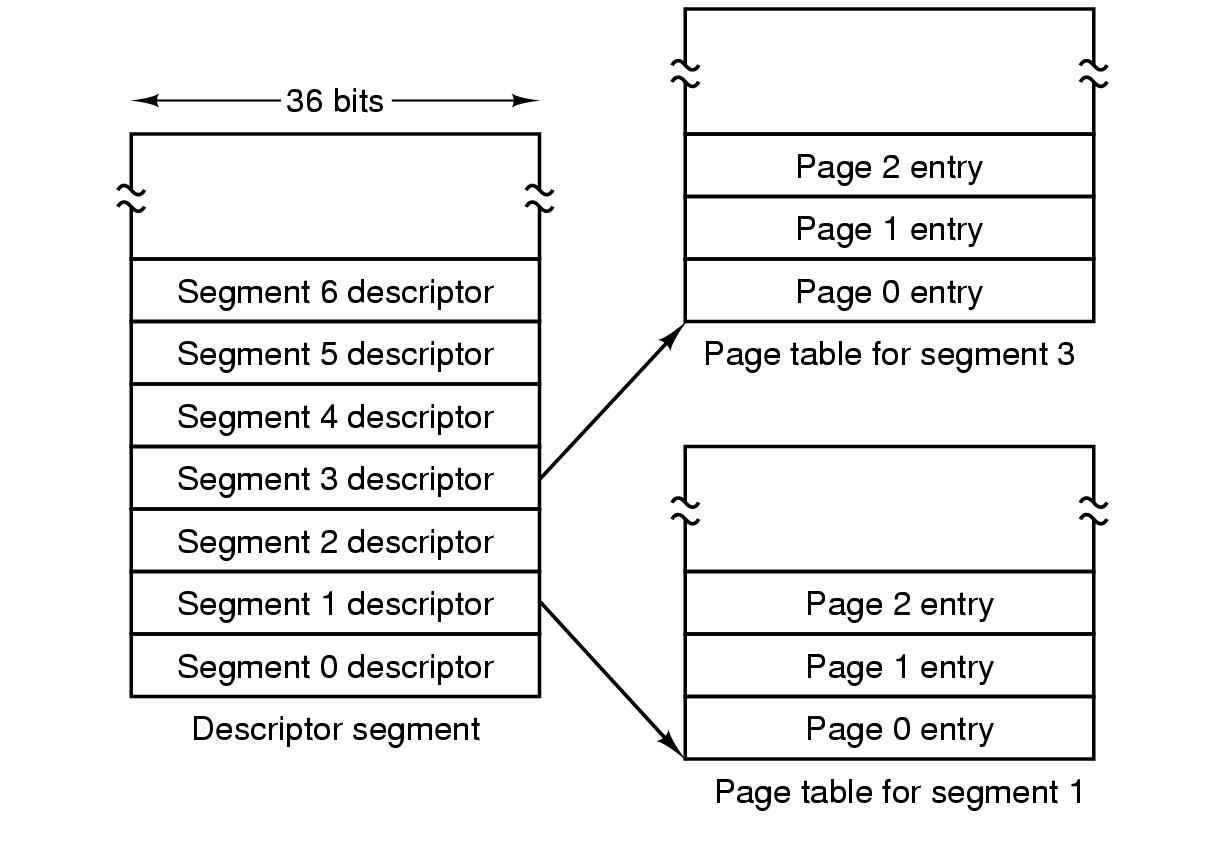 36 bits
Segment 6 descriptor
Segment 5 descriptor
Segment 4 descriptor
Segment 3 descriptor
Segment 2 descriptor
Segment 1 descriptor
Segment 0 descriptor
Descriptor segment
Page 2 entry
Page 1 entry
Page 0 entry
Page table for segment 3
Page 2 entry
Page 1 entry
Page 0 entry
Page table for segment 1